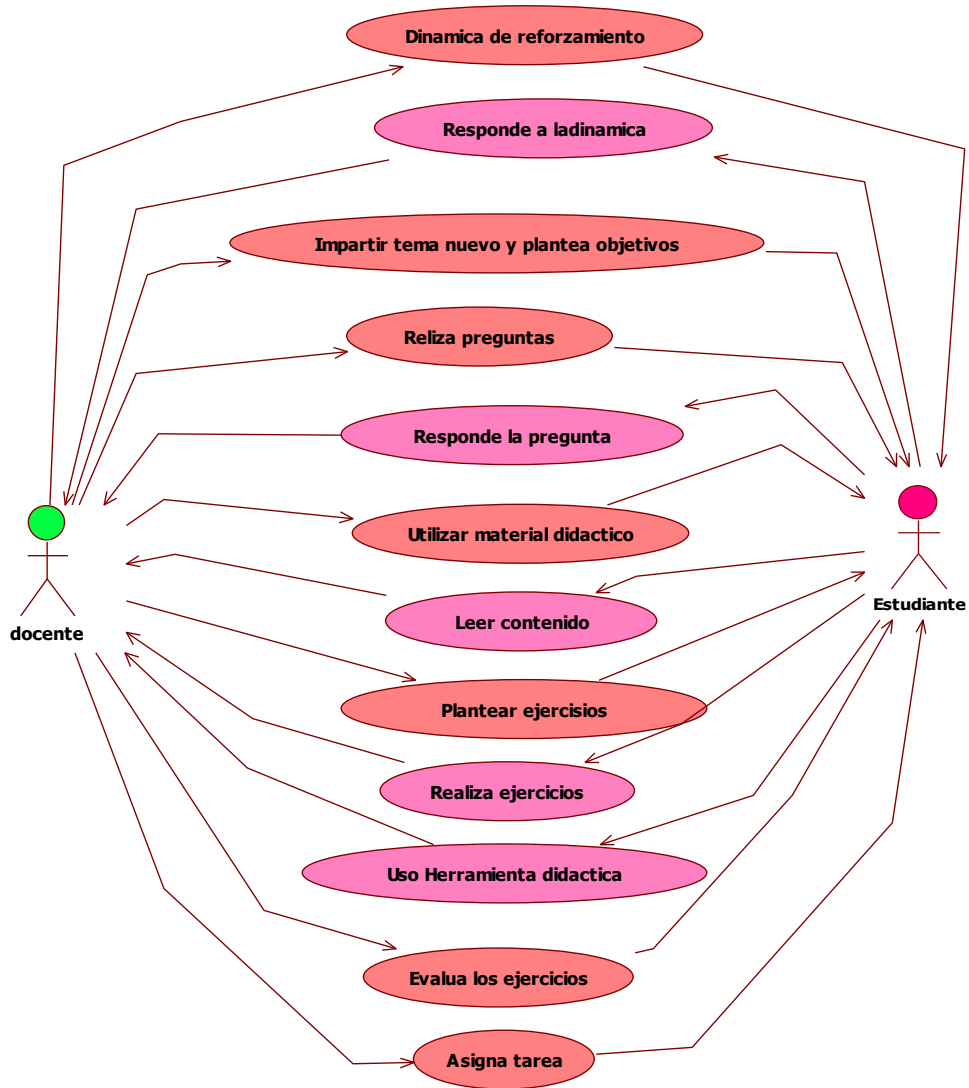 Dinamica de reforzamiento
Responde a ladinamica
Impartir tema nuevo y plantea objetivos
Reliza preguntas
Responde la pregunta
Utilizar material didactico
Estudiante
Leer contenido
docente
Plantear ejercisios
Realiza ejercicios
Uso Herramienta didactica
Evalua los ejercicios
Asigna tarea